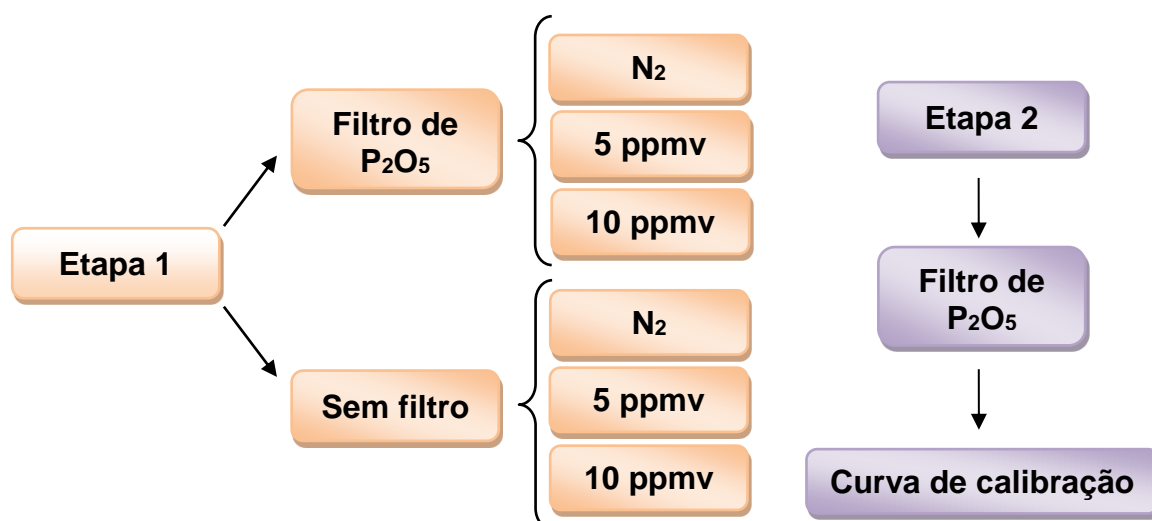 Etapa 1
Filtro de
P₂O₅
N₂
5 ppmv
10 ppmv
Sem filtro
N₂
5 ppmv
10 ppmv
Etapa 2
Filtro de
P₂O₅
Curva de calibração